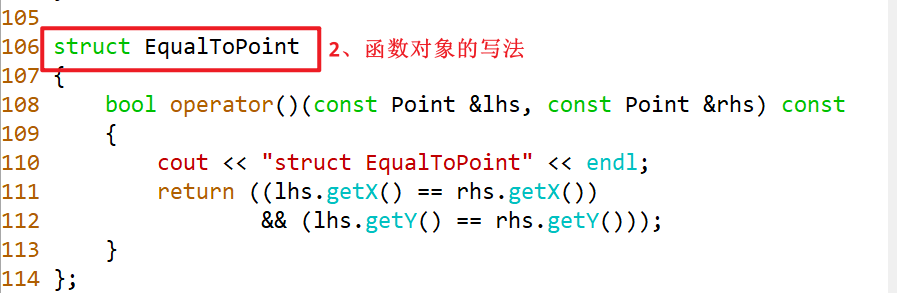 105
106 struct EqualToPoint 2、函数对象的写法
107 {
108     bool operator()(const Point &lhs, const Point &rhs) const
109     {
110         cout << "struct EqualToPoint" << endl;
111         return ((lhs.getX() == rhs.getX())
112                 && (lhs.getY() == rhs.getY()));
113     }
114 };